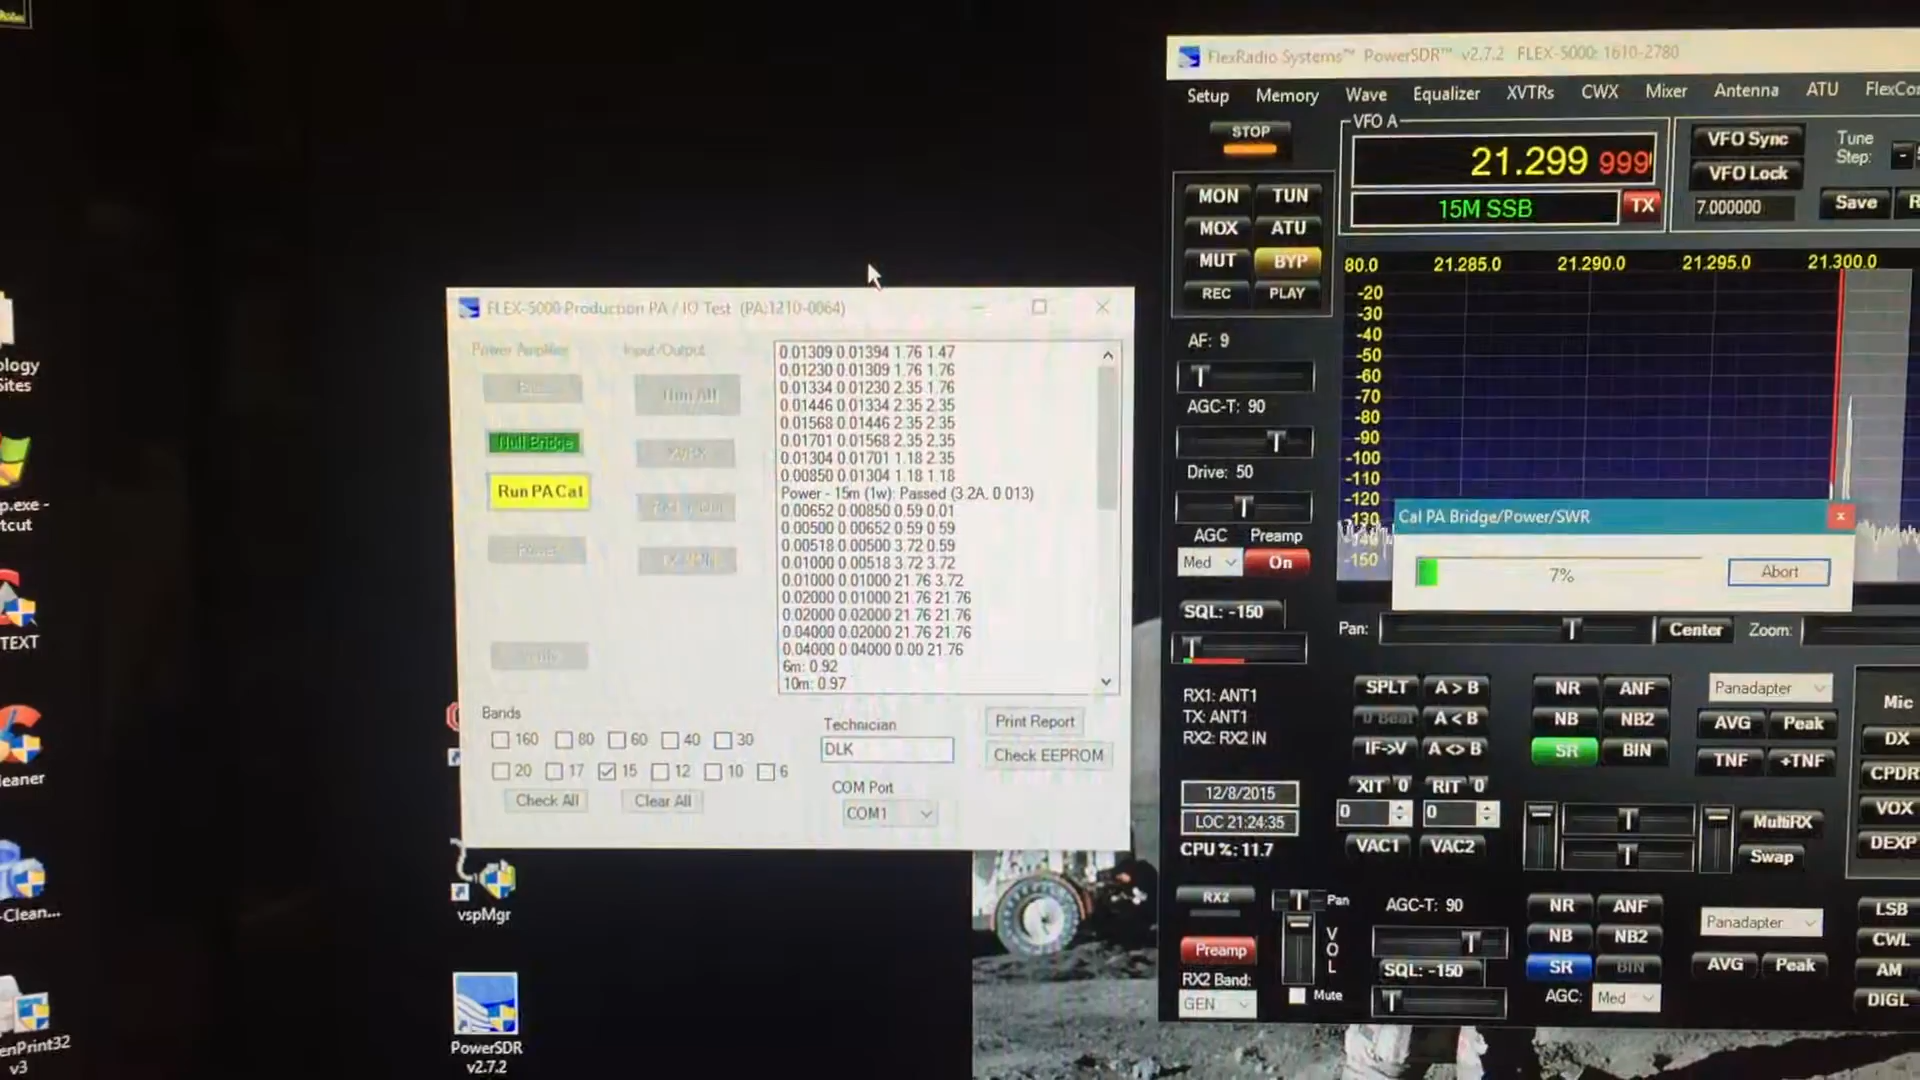 FlexRadio Systems™ PowerSDR™ v2.7.2 FLEX-5000: 1610-2780
Setup Memory Wave Equalizer XVTRs CWX Mixer Antenna ATU
STOP
VFO A
21.299 999
15M SSB
TX
VFO Sync
VFO Lock
7.000000
Tune
Step:
Save
MON TUN
MOX ATU
MUT BYP
REC PLAY
80.0 21.285.0 21.290.0 21.295.0 21.300.0
-20
-30
-40
-50
-60
-70
-80
-90
-100
-110
-120
-130
-150
AF: 9
AGC-T: 90
Drive: 50
AGC Preamp
Med On
SQL: -150
Cal PA Bridge/Power/SWR
7%
Abort
Pan: Center Zoom:
RX1: ANT1
TX: ANT1
RX2: RX2 IN
SPLT A > B
0 Beat A < B
IF->V A <> B
XIT 0 RIT 0
0 0
VAC1 VAC2
NR ANF
NB NB2
SR BIN
Panadapter
AVG Peak
TNF +TNF
Mic
DX
CPDR
VOX
DEXP
12/8/2015
LOC 21:24:35
CPU %: 11.7
MultiRX
Swap
RX2
Preamp
RX2 Band:
GEN
Pan
VOL
Mute
AGC-T: 90
SQL: -150
NR ANF
NB NB2
SR BIN
AGC: Med
Panadapter
AVG Peak
LSB
CWL
AM
DIGL
FLEX-5000 Production PA / IO Test (PA:1210-0064)
Power Amplifier
Input/Output
Null Bridge
Run PA Cal
Run All
0.01309 0.01394 1.76 1.47
0.01230 0.01309 1.76 1.76
0.01334 0.01230 2.35 1.76
0.01446 0.01334 2.35 2.35
0.01568 0.01446 2.35 2.35
0.01701 0.01568 2.35 2.35
0.01304 0.01701 1.18 2.35
0.00850 0.01304 1.18 1.18
Power - 15m (1w): Passed (3.2A, 0.013)
0.00652 0.00850 0.59 0.01
0.00500 0.00652 0.59 0.59
0.00518 0.00500 3.72 0.59
0.01000 0.00518 3.72 3.72
0.01000 0.01000 21.76 3.72
0.02000 0.01000 21.76 21.76
0.02000 0.02000 21.76 21.76
0.04000 0.02000 21.76 21.76
0.04000 0.04000 0.00 21.76
6m: 0.92
10m: 0.97
Bands
160 80 60 40 30
20 17 15 12 10 6
Check All Clear All
Technician
DLK
COM Port
COM1
Print Report
Check EEPROM
vspMgr
PowerSDR
v2.7.2